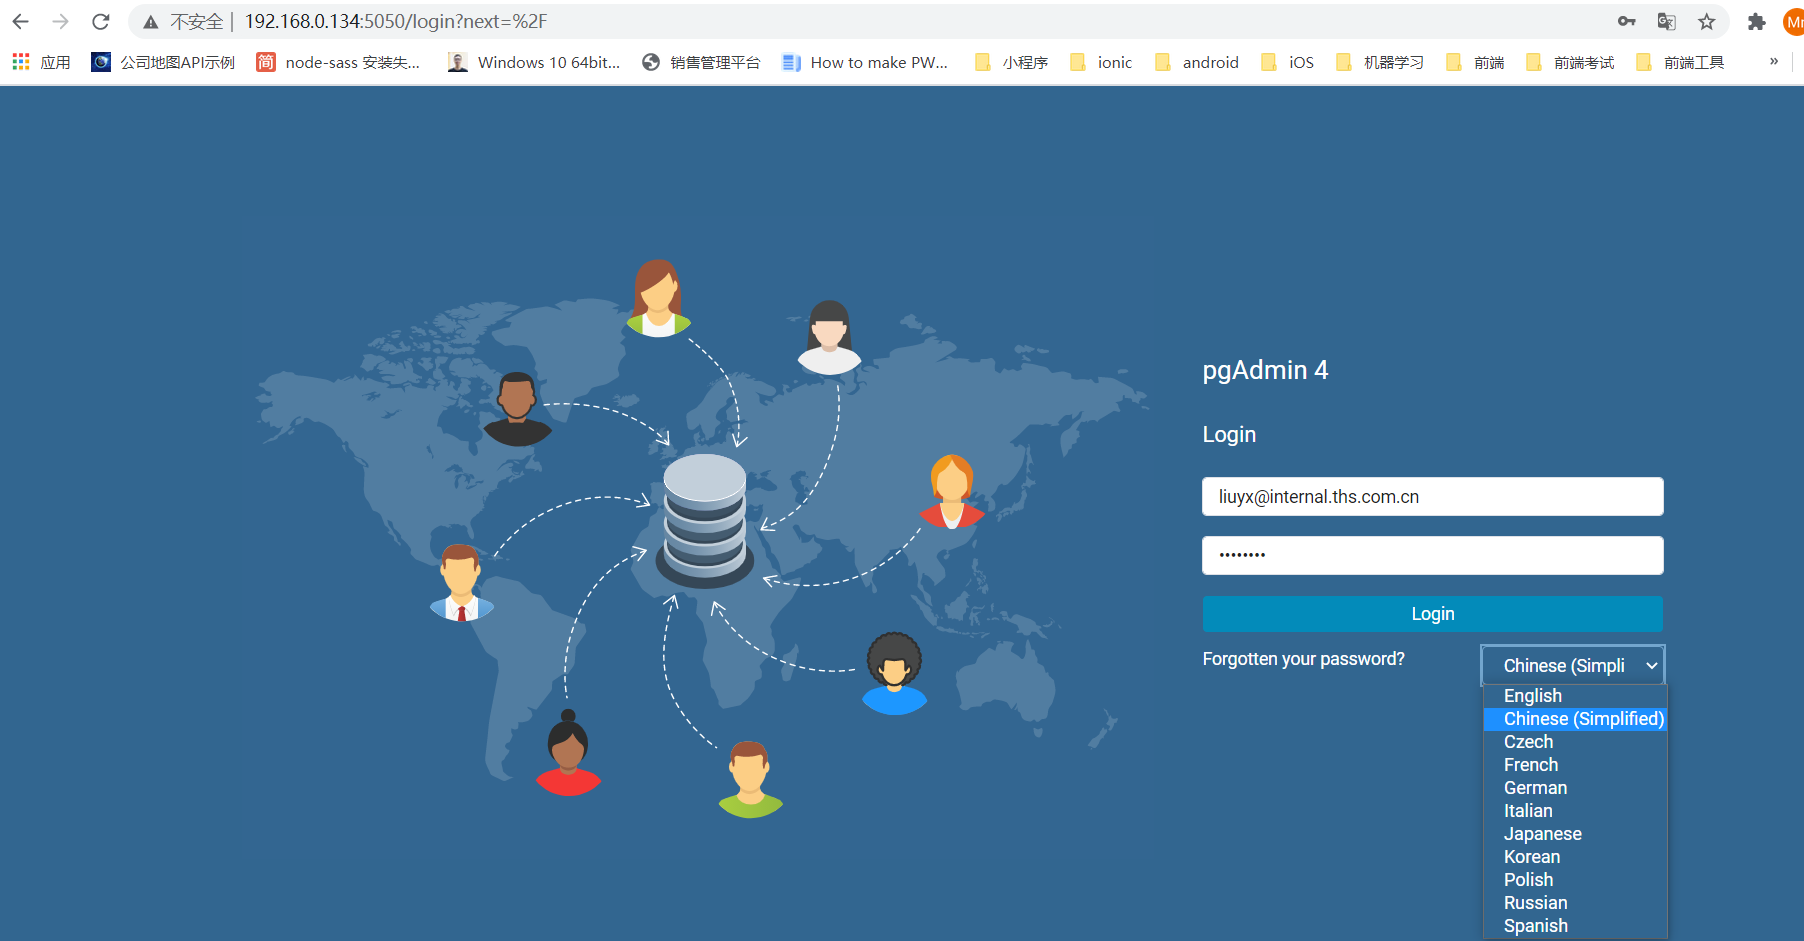 不安全 | 192.168.0.134:5050/login?next=%2F
应用 公司地图API示例 简 node-sass 安装失... Windows 10 64bit... 销售管理平台 How to make PW... 小程序 ionic android iOS 机器学习 前端 前端考试 前端工具 »
pgAdmin 4
Login
liuyx@internal.ths.com.cn
••••••••
Login
Forgotten your password? Chinese (Simpli
English
Chinese (Simplified)
Czech
French
German
Italian
Japanese
Korean
Polish
Russian
Spanish